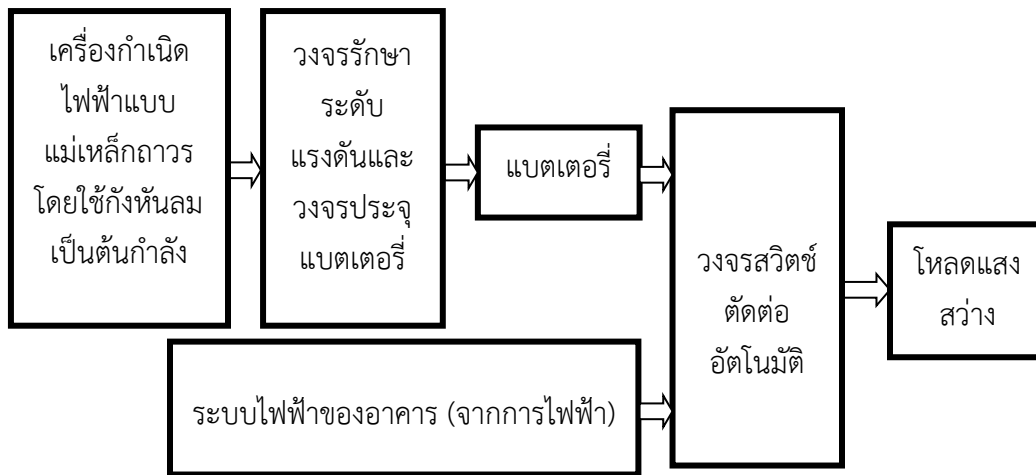 เครื่องกำเนิด
ไฟฟ้าแบบ
แม่เหล็กถาวร
โดยใช้กังหันลม
เป็นต้นกำลัง
วงจรรักษา
ระดับ
แรงดันและ
วงจรประจุ
แบตเตอรี่
แบตเตอรี่
วงจรสวิตช์
ตัดต่อ
อัตโนมัติ
โหลดแสง
สว่าง
ระบบไฟฟ้าของอาคาร (จากการไฟฟ้า)